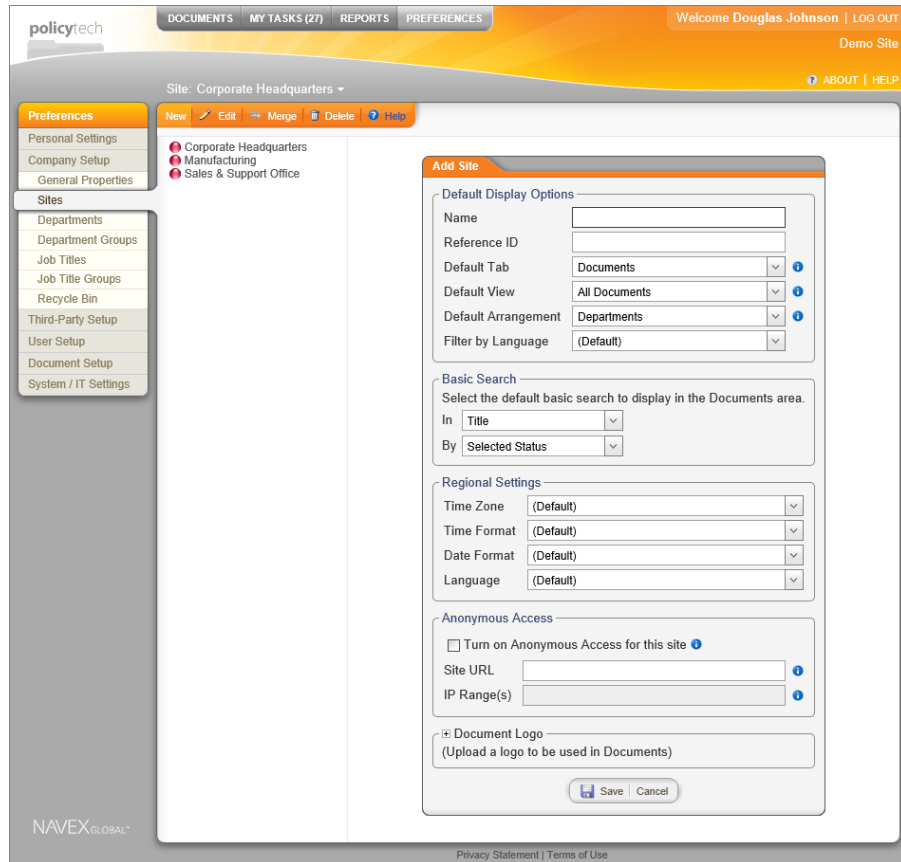 policytech
DOCUMENTS MY TASKS (27) REPORTS PREFERENCES
Welcome Douglas Johnson | LOG OUT
Demo Site
Site: Corporate Headquarters
ABOUT | HELP
Preferences
Personal Settings
Company Setup
General Properties
Sites
Departments
Department Groups
Job Titles
Job Title Groups
Recycle Bin
Third-Party Setup
User Setup
Document Setup
System / IT Settings
New Edit Merge Delete Help
Corporate Headquarters
Manufacturing
Sales & Support Office
Add Site
Default Display Options
Name
Reference ID
Default Tab Documents
Default View All Documents
Default Arrangement Departments
Filter by Language (Default)
Basic Search
Select the default basic search to display in the Documents area.
In Title
By Selected Status
Regional Settings
Time Zone (Default)
Time Format (Default)
Date Format (Default)
Language (Default)
Anonymous Access
Turn on Anonymous Access for this site
Site URL
IP Range(s)
Document Logo
(Upload a logo to be used in Documents)
Save Cancel
NAVEX GLOBAL™
Privacy Statement | Terms of Use